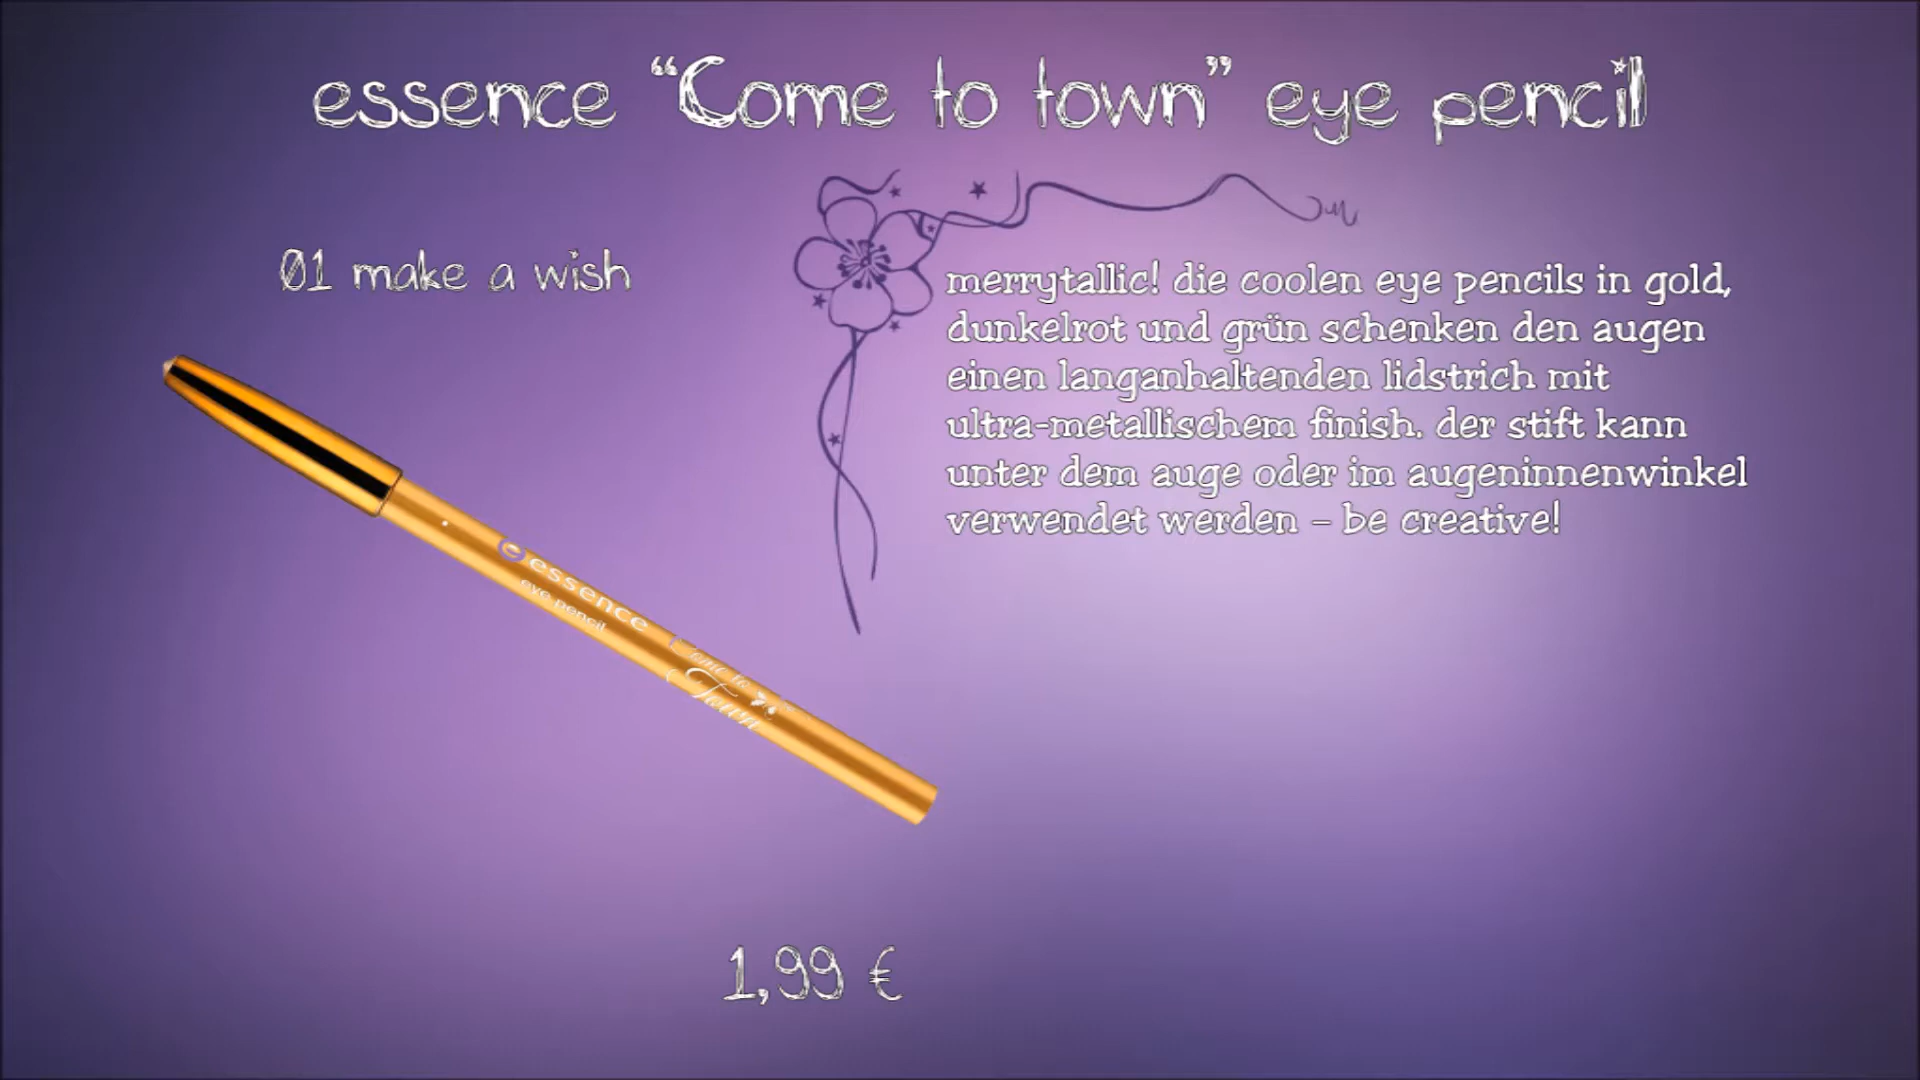 essence “Come to town” eye pencil
01 make a wish
merrytallic! die coolen eye pencils in gold,
dunkelrot und grün schenken den augen
einen langanhaltenden lidstrich mit
ultra-metallischem finish. der stift kann
unter dem auge oder im augeninnenwinkel
verwendet werden – be creative!
e essence
eye pencil
Come to
Town
1,99 €